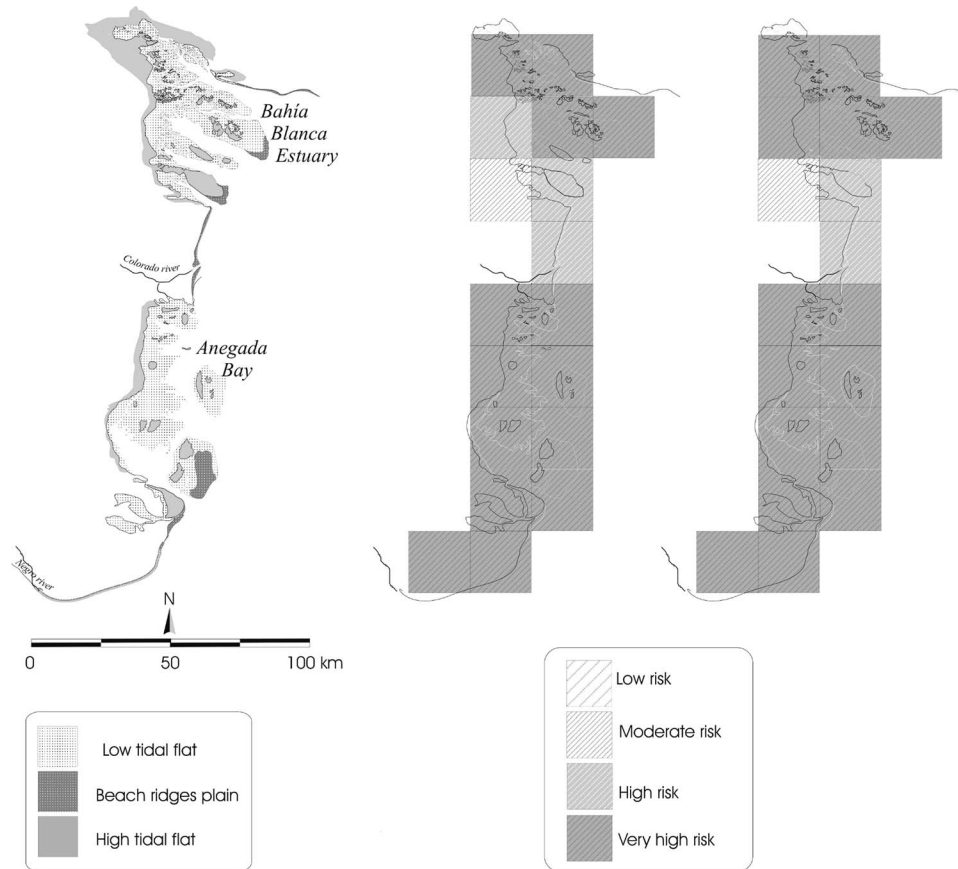 Bahía
Blanca
Estuary
Colorado river
Anegada
Bay
Negro river
N
0 50 100 km
Low tidal flat
Beach ridges plain
High tidal flat
Low risk
Moderate risk
High risk
Very high risk